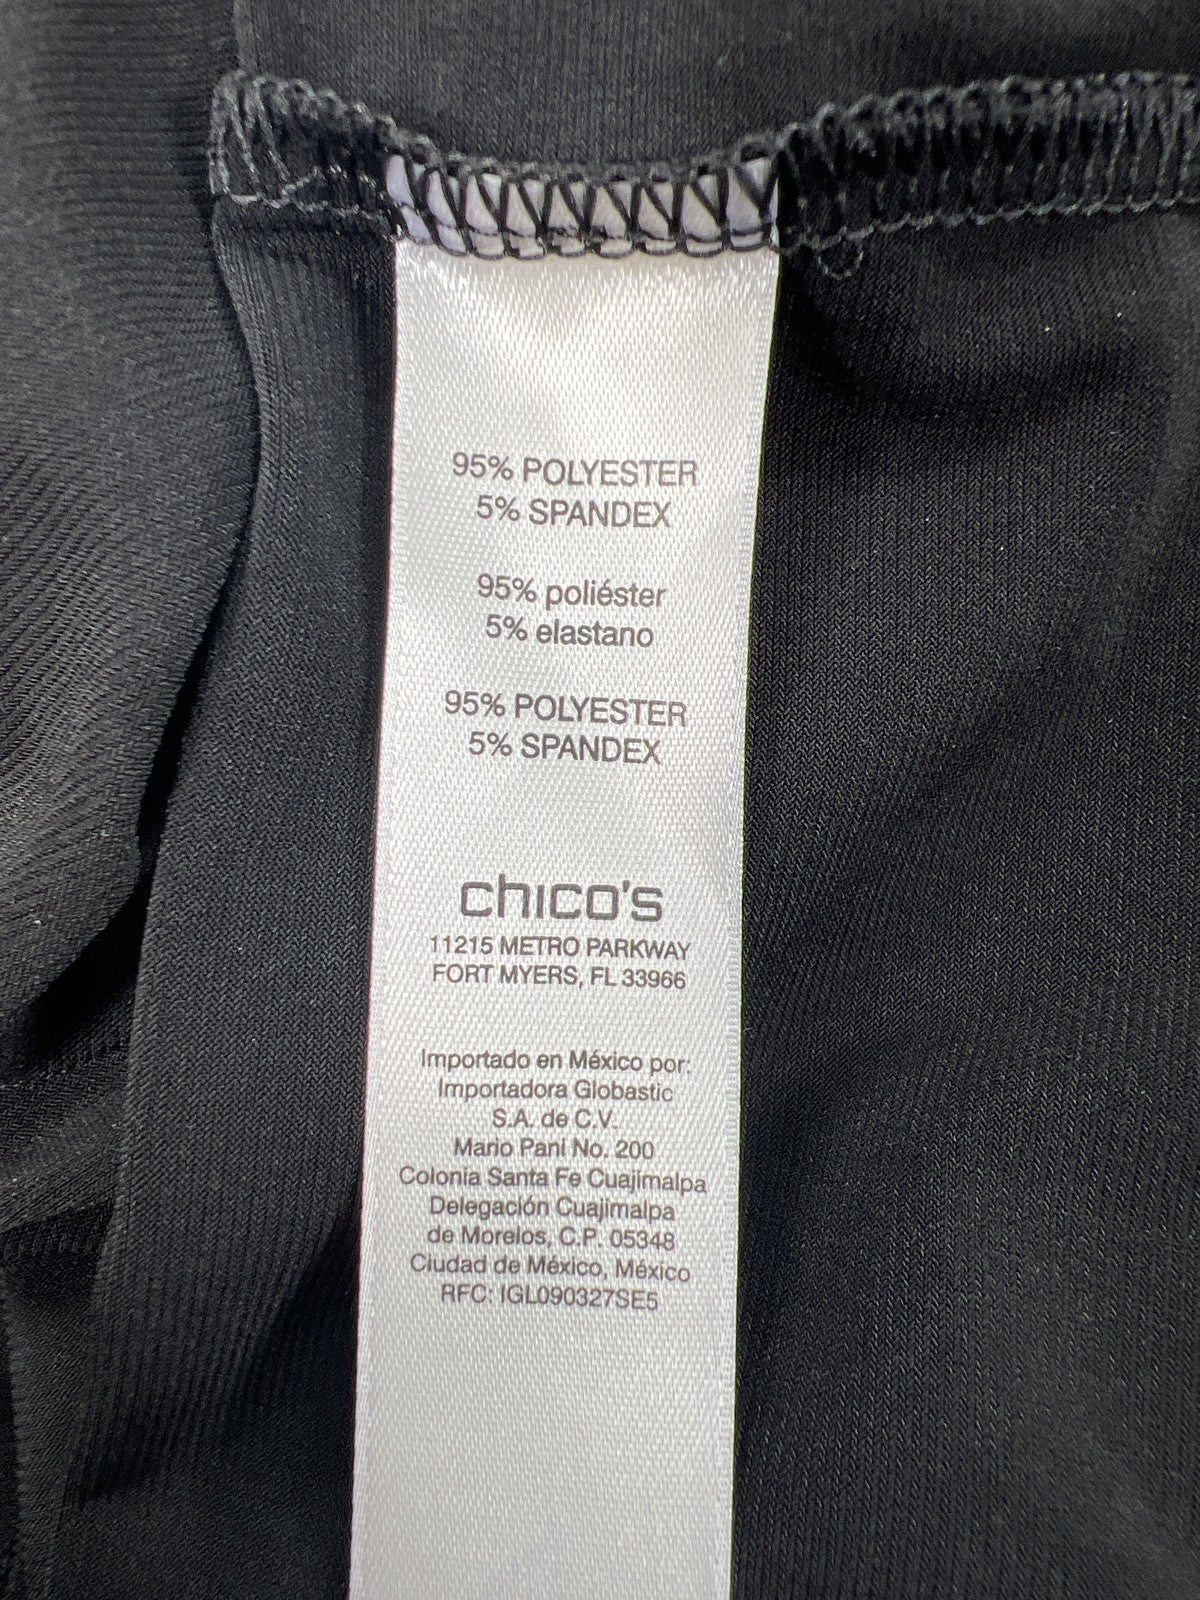 95% POLYESTER
5% SPANDEX
95% poliéster
5% elastano
95% POLYESTER
5% SPANDEX
chico's
11215 METRO PARKWAY
FORT MYERS, FL 33966
Importado en México por:
Importadora Globastic
S.A. de C.V.
Mario Pani No. 200
Colonia Santa Fe Cuajimalpa
Delegación Cuajimalpa
de Morelos, C.P. 05348
Ciudad de México, México
RFC: IGL090327SE5